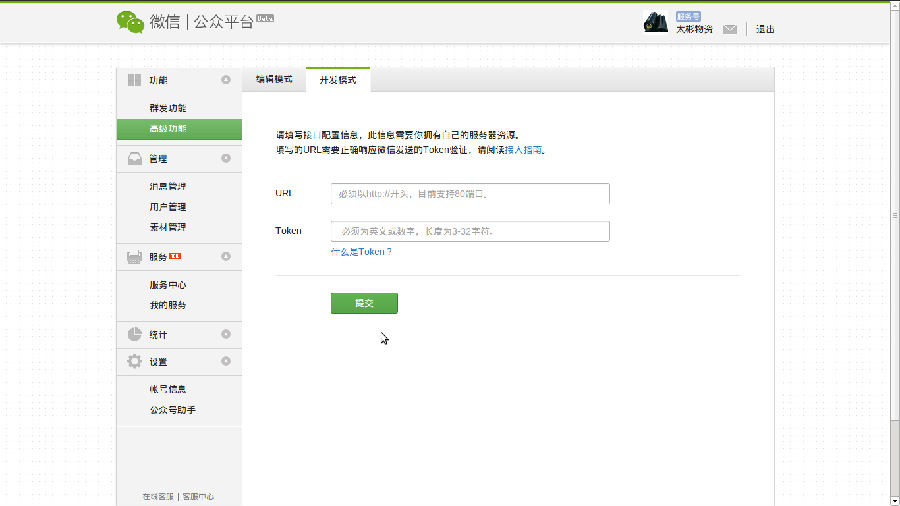 微信 | 公众平台 Beta
服务号
太彬物资
退出
功能
群发功能
高级功能
管理
消息管理
用户管理
素材管理
服务
服务中心
我的服务
统计
设置
帐号信息
公众号助手
在线客服 | 客服中心
编辑模式 开发模式
请填写接口配置信息，此信息需要你拥有自己的服务器资源。
填写的URL需要正确响应微信发送的Token验证，请阅读接入指南。
URL 必须以http://开头，目前支持80端口。
Token 必须为英文或数字，长度为3-32字符。
什么是Token？
提交